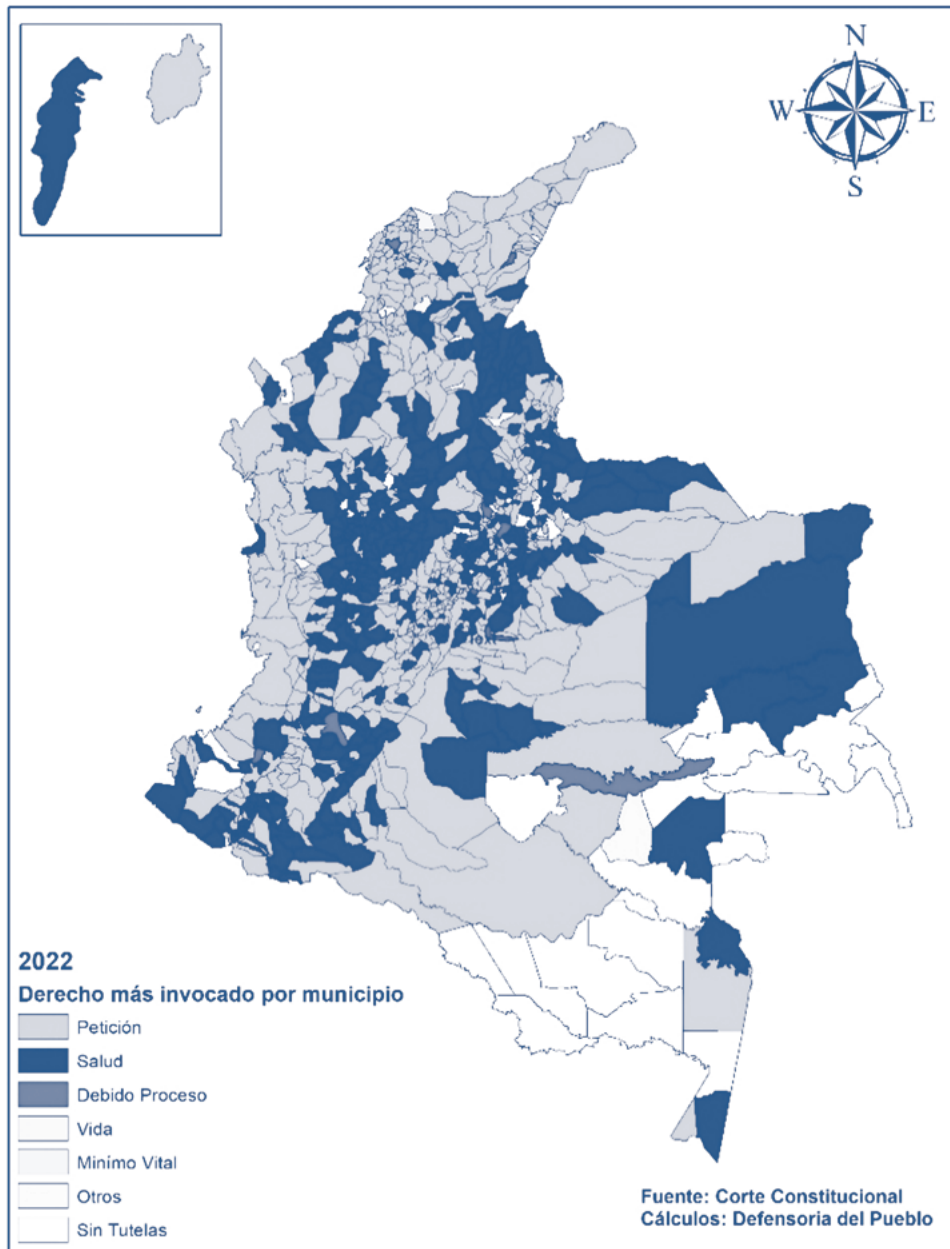 N
W E
S
2022
Derecho más invocado por municipio
Petición
Salud
Debido Proceso
Vida
Minímo Vital
Otros
Sin Tutelas
Fuente: Corte Constitucional
Cálculos: Defensoria del Pueblo